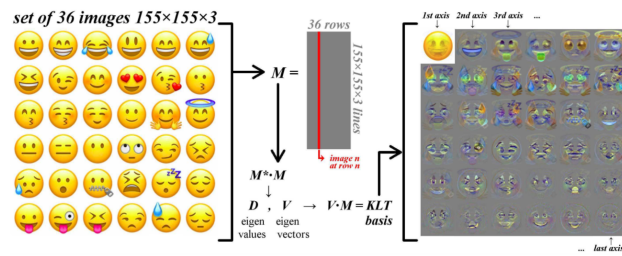 set of 36 images 155×155×3
36 rows
155×155×3 lines
M =
image n
at row n
M*·M
↓
D , V → V·M = KLT
basis
eigen
values
eigen
vectors
1st axis
2nd axis
3rd axis
...
zzZ
...
last axis